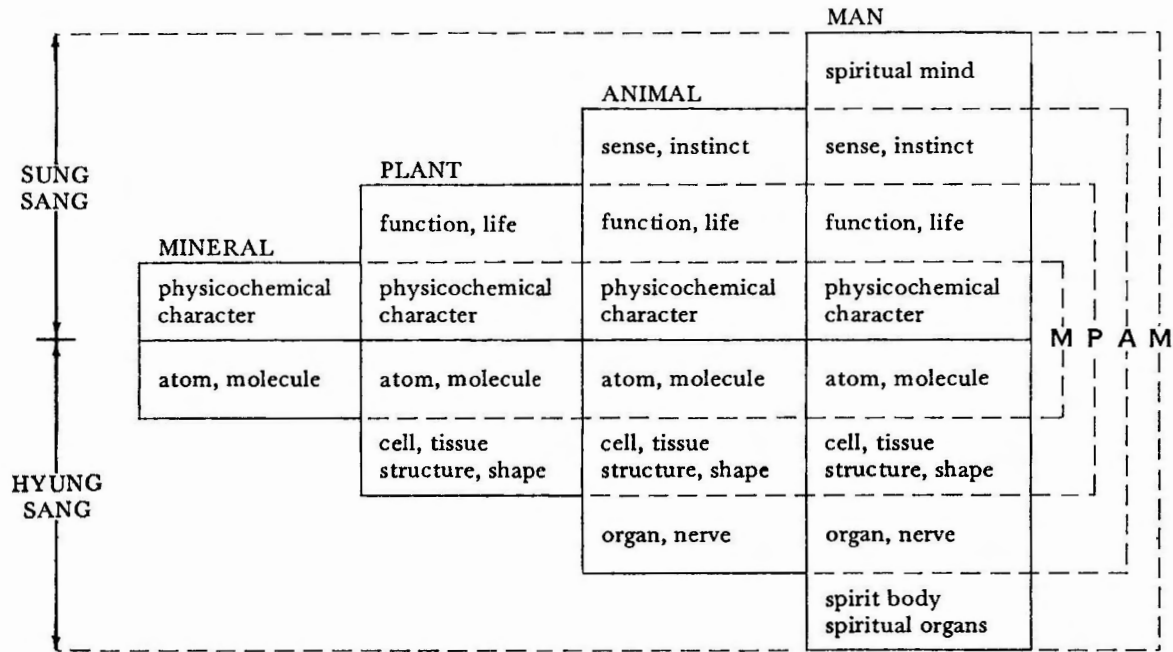 MAN
spiritual mind
ANIMAL
sense, instinct
sense, instinct
SUNG
SANG
PLANT
function, life
function, life
function, life
MINERAL
physicochemical
character
physicochemical
character
physicochemical
character
physicochemical
character
M P A M
atom, molecule
atom, molecule
atom, molecule
atom, molecule
HYUNG
SANG
cell, tissue
structure, shape
cell, tissue
structure, shape
cell, tissue
structure, shape
organ, nerve
organ, nerve
spirit body
spiritual organs